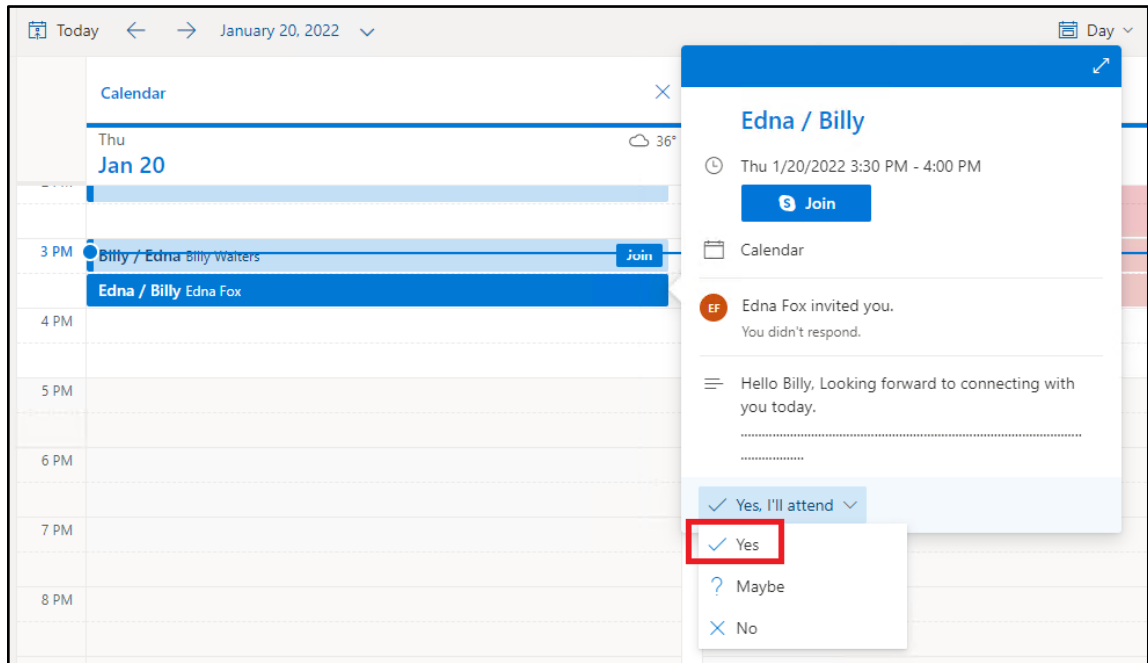 Today
January 20, 2022
Day
Calendar
Thu
36°
Jan 20
3 PM
Billy / Edna Billy Walters
Join
Edna / Billy Edna Fox
4 PM
5 PM
6 PM
7 PM
8 PM
Edna / Billy
Thu 1/20/2022 3:30 PM - 4:00 PM
Join
Calendar
EF
Edna Fox invited you.
You didn't respond.
Hello Billy, Looking forward to connecting with
you today.
Yes, I'll attend
Yes
Maybe
No